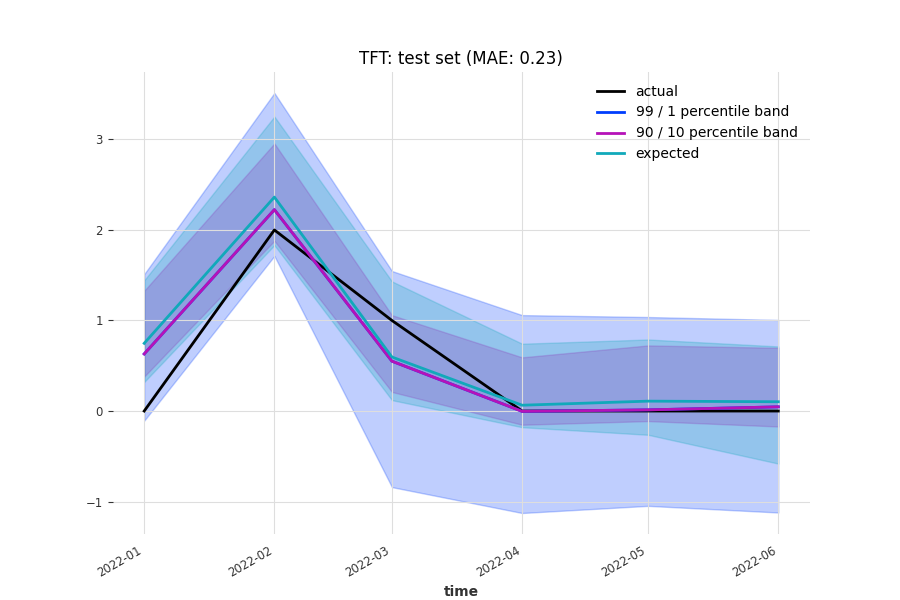 TFT: test set (MAE: 0.23)
actual
99 / 1 percentile band
90 / 10 percentile band
expected
3
2
1
0
−1
2022-01
2022-02
2022-03
2022-04
2022-05
2022-06
time